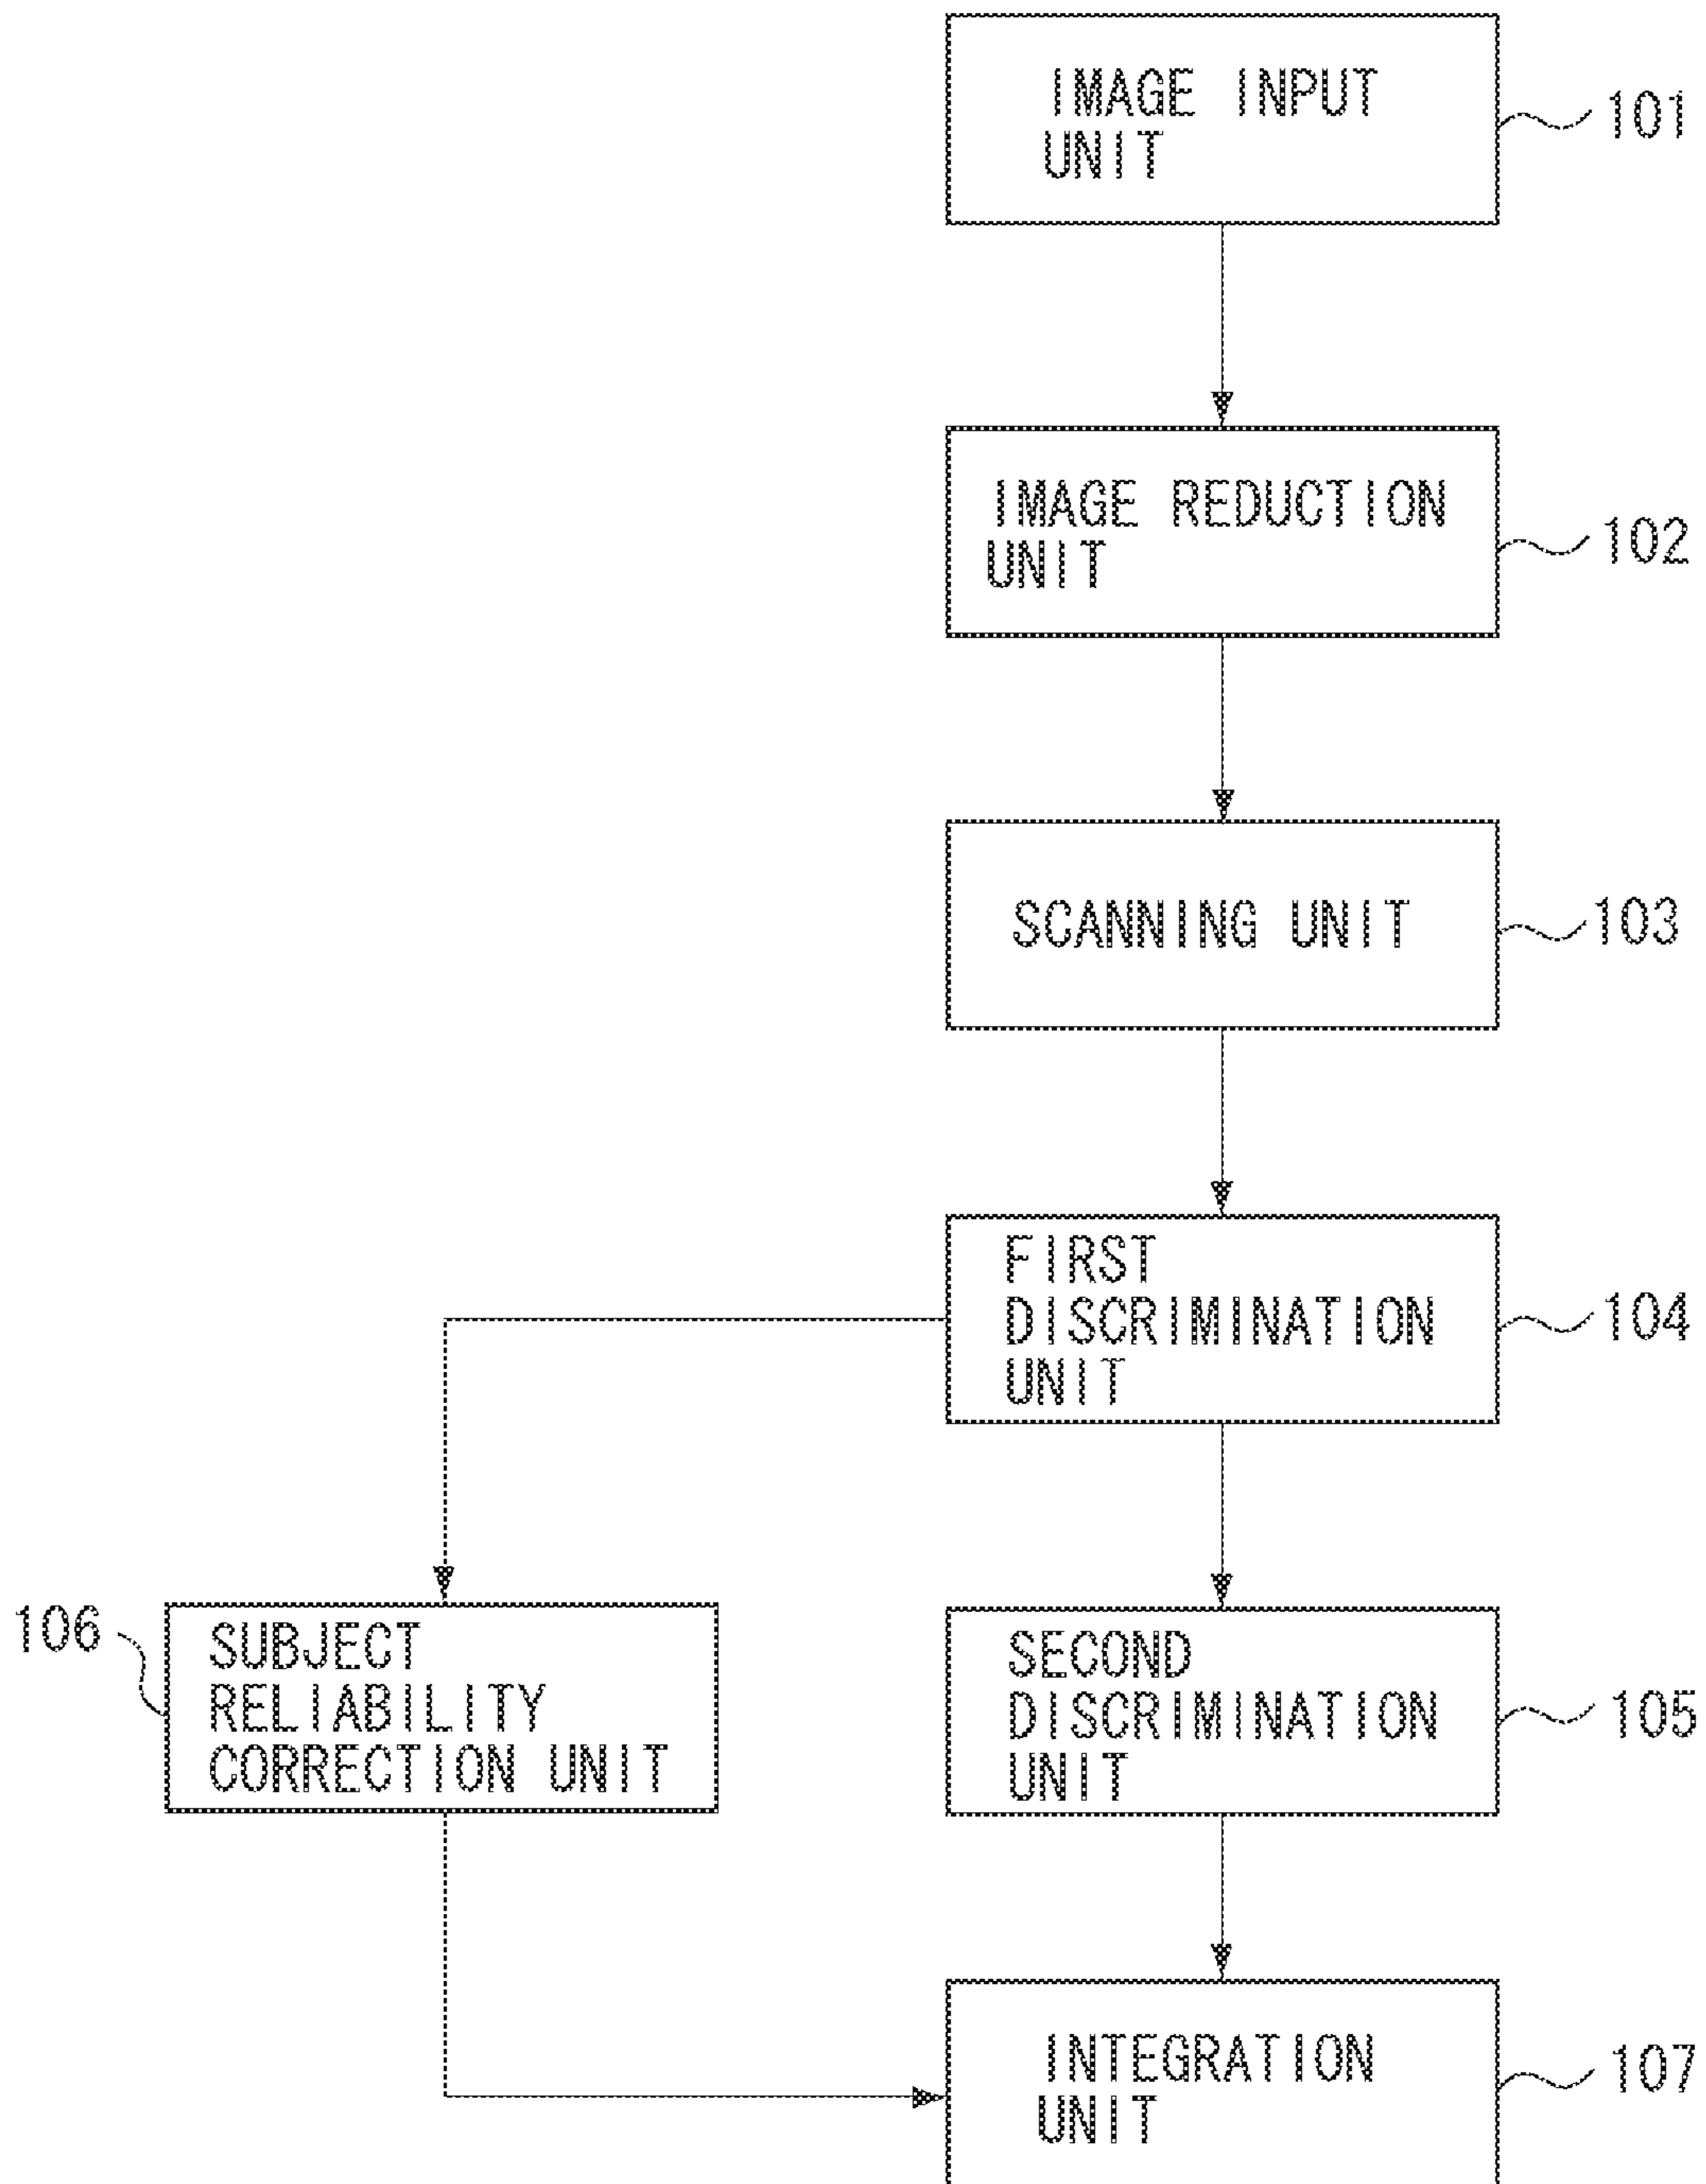 IMAGE INPUT
UNIT
101
IMAGE REDUCTION
UNIT
102
SCANNING UNIT
103
FIRST
DISCRIMINATION
UNIT
104
106
SUBJECT
RELIABILITY
CORRECTION UNIT
SECOND
DISCRIMINATION
UNIT
105
INTEGRATION
UNIT
107